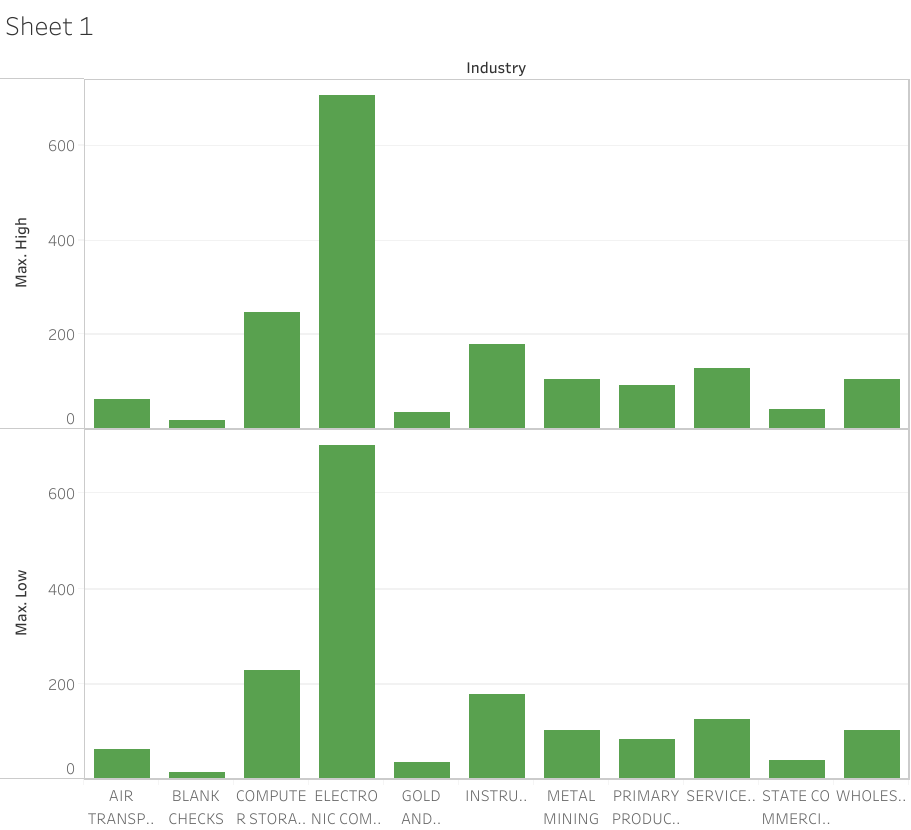 Sheet 1
Industry
Max. High
600
400
200
0
Max. Low
600
400
200
0
AIR
TRANSP..
BLANK
CHECKS
COMPUTE
R STORA..
ELECTRO
NIC COM..
GOLD
AND..
INSTRU..
METAL
MINING
PRIMARY
PRODUC..
SERVICE..
STATE CO
MMERCI..
WHOLES..